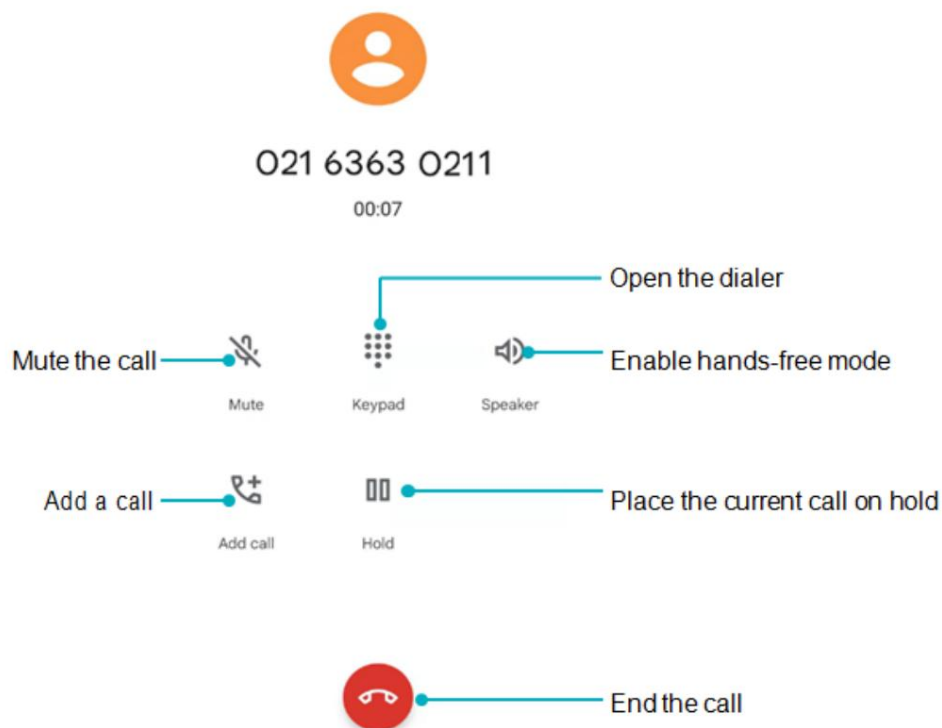 021 6363 0211
00:07
Open the dialer
Mute the call
Enable hands-free mode
Mute
Keypad
Speaker
Add a call
Place the current call on hold
Add call
Hold
End the call